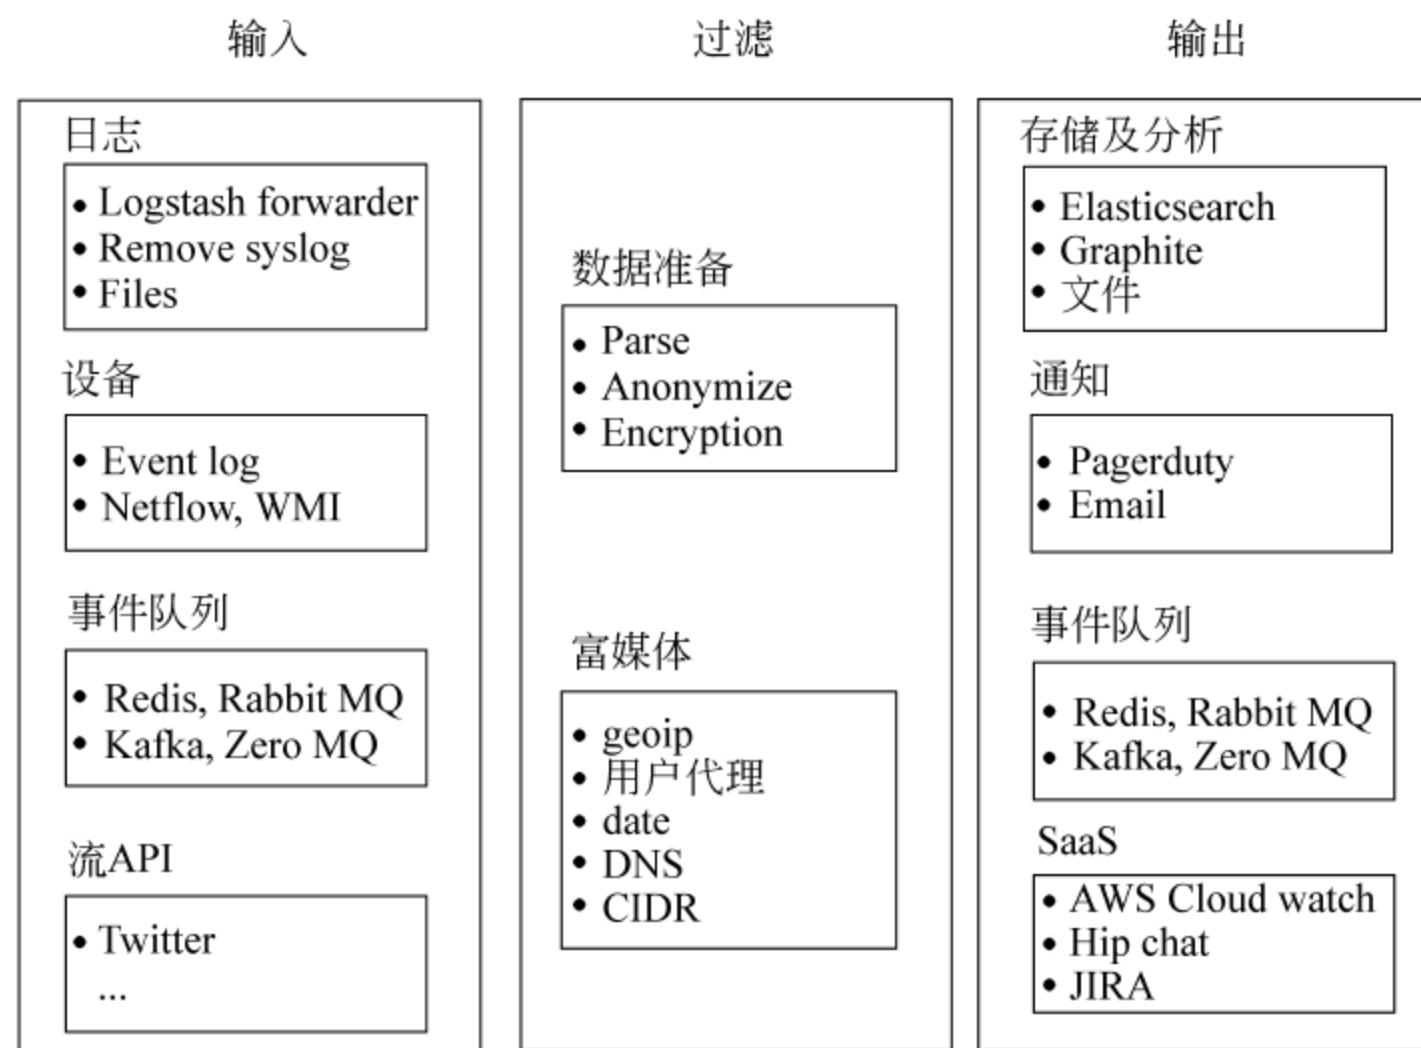 输入
日志
• Logstash forwarder
• Remove syslog
• Files
设备
• Event log
• Netflow, WMI
事件队列
• Redis, Rabbit MQ
• Kafka, Zero MQ
流API
• Twitter
...
过滤
数据准备
• Parse
• Anonymize
• Encryption
富媒体
• geoip
• 用户代理
• date
• DNS
• CIDR
输出
存储及分析
• Elasticsearch
• Graphite
• 文件
通知
• Pagerduty
• Email
事件队列
• Redis, Rabbit MQ
• Kafka, Zero MQ
SaaS
• AWS Cloud watch
• Hip chat
• JIRA